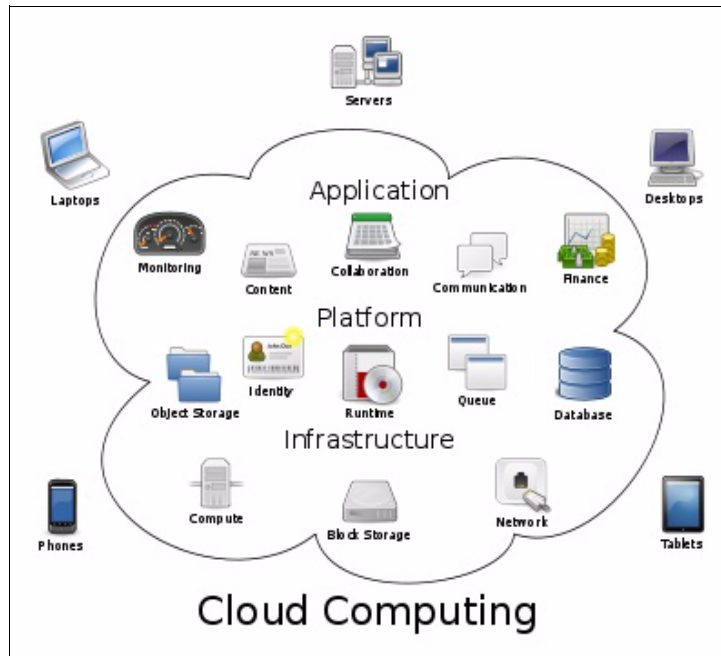 Servers
Laptops
Desktops
Application
Monitoring
Content
Collaboration
Communication
Finance
Platform
Object Storage
Identity
Runtime
Queue
Database
Infrastructure
Compute
Block Storage
Network
Phones
Tablets
Cloud Computing